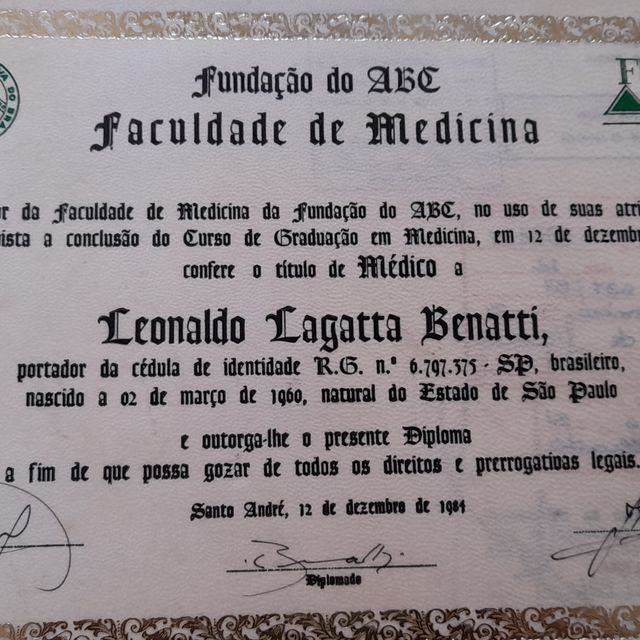 Fundação do ABC
Faculdade de Medicina
F
da Faculdade de Medicina da Fundação do ABC, no uso de suas atri
ista a conclusão do Curso de Graduação em Medicina, em 12 de dezemb
confere o título de Médico a
Leonaldo Lagatta Benatti,
portador da cédula de identidade R.G. n.º 6.797.375 - SP, brasileiro,
nascido a 02 de março de 1960, natural do Estado de São Paulo
e outorga-lhe o presente Diploma
a fim de que possa gozar de todos os direitos e prerrogativas legais.
Santo André, 12 de dezembro de 1984
Diplomado